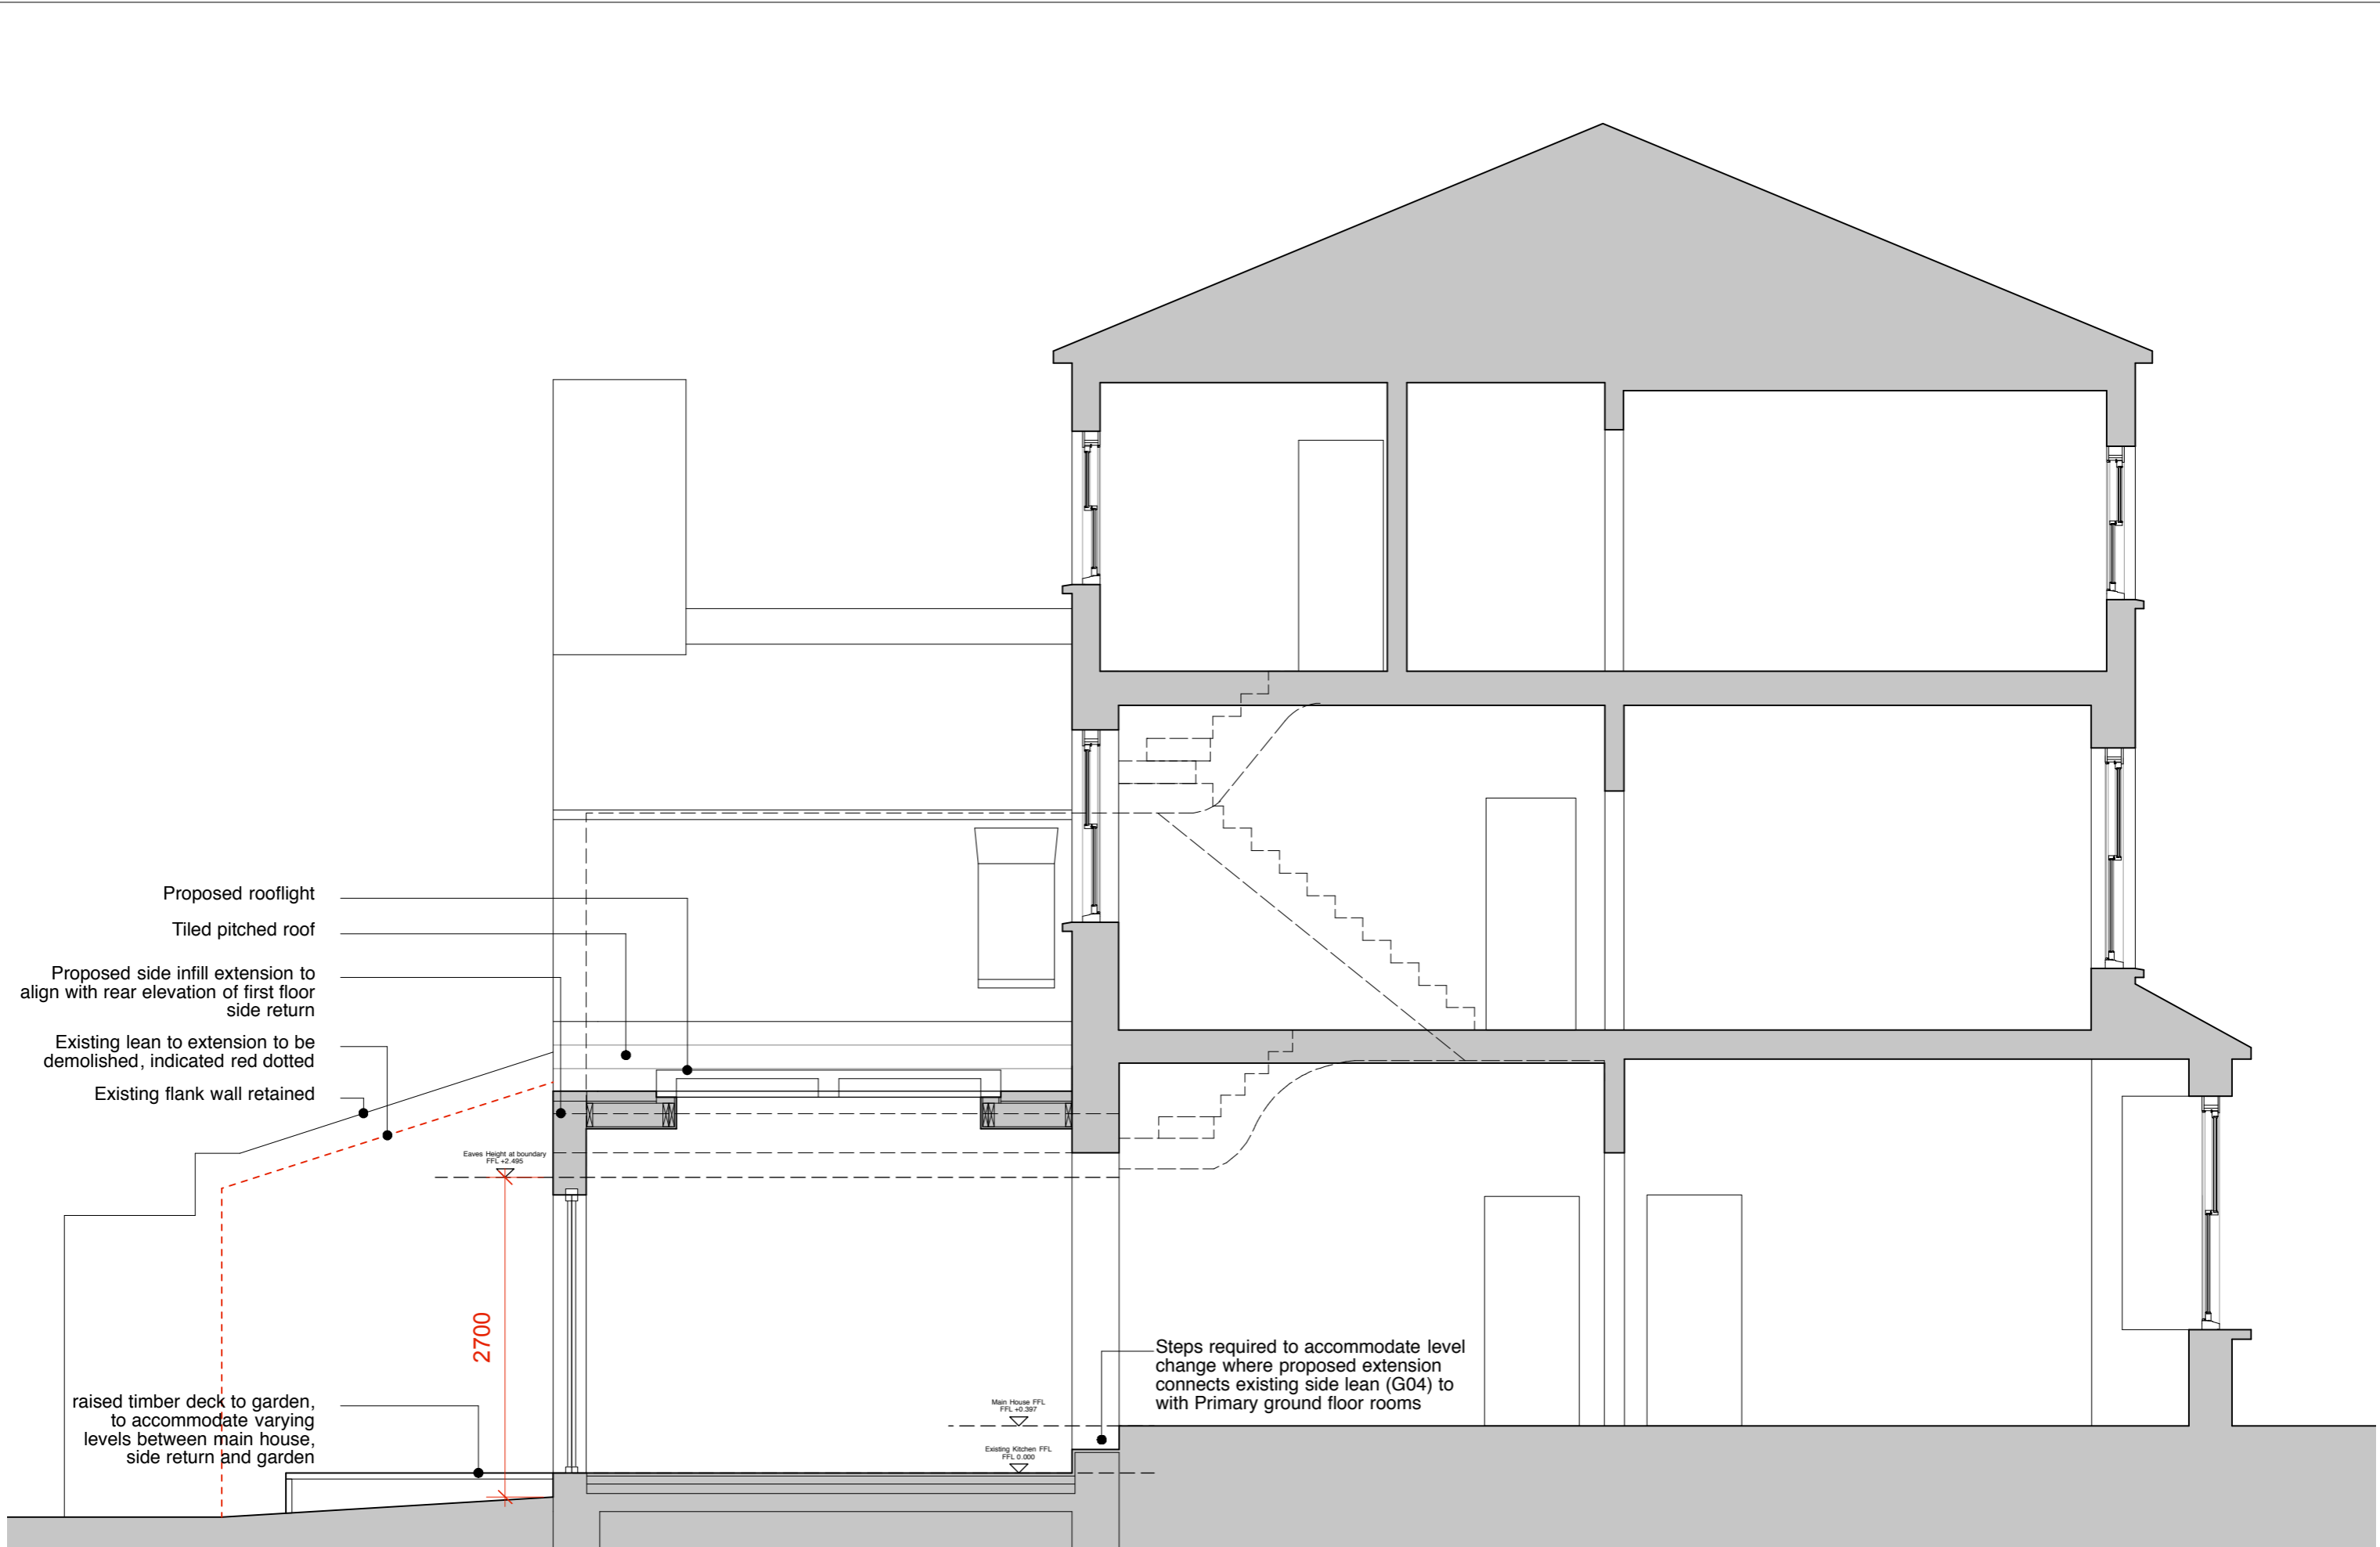 Proposed rooflight
Tiled pitched roof
Proposed side infill extension to
align with rear elevation of first floor
side return
Existing lean to extension to be
demolished, indicated red dotted
Existing flank wall retained
Eaves Height at boundary
FFL +2.495
2700
raised timber deck to garden,
to accommodate varying
levels between main house,
side return and garden
Main House FFL
FFL +0.397
Existing Kitchen FFL
FFL 0.000
Steps required to accommodate level
change where proposed extension
connects existing side lean (G04) to
with Primary ground floor rooms